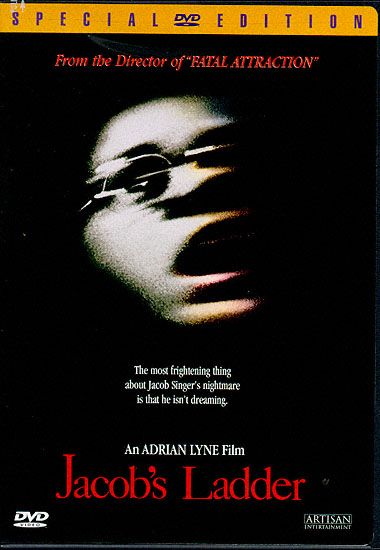 SPECIAL DVD EDITION
From the Director of "FATAL ATTRACTION"
The most frightening thing
about Jacob Singer's nightmare
is that he isn't dreaming.
An ADRIAN LYNE Film
Jacob's Ladder
DVD
VIDEO
ARTISAN
ENTERTAINMENT